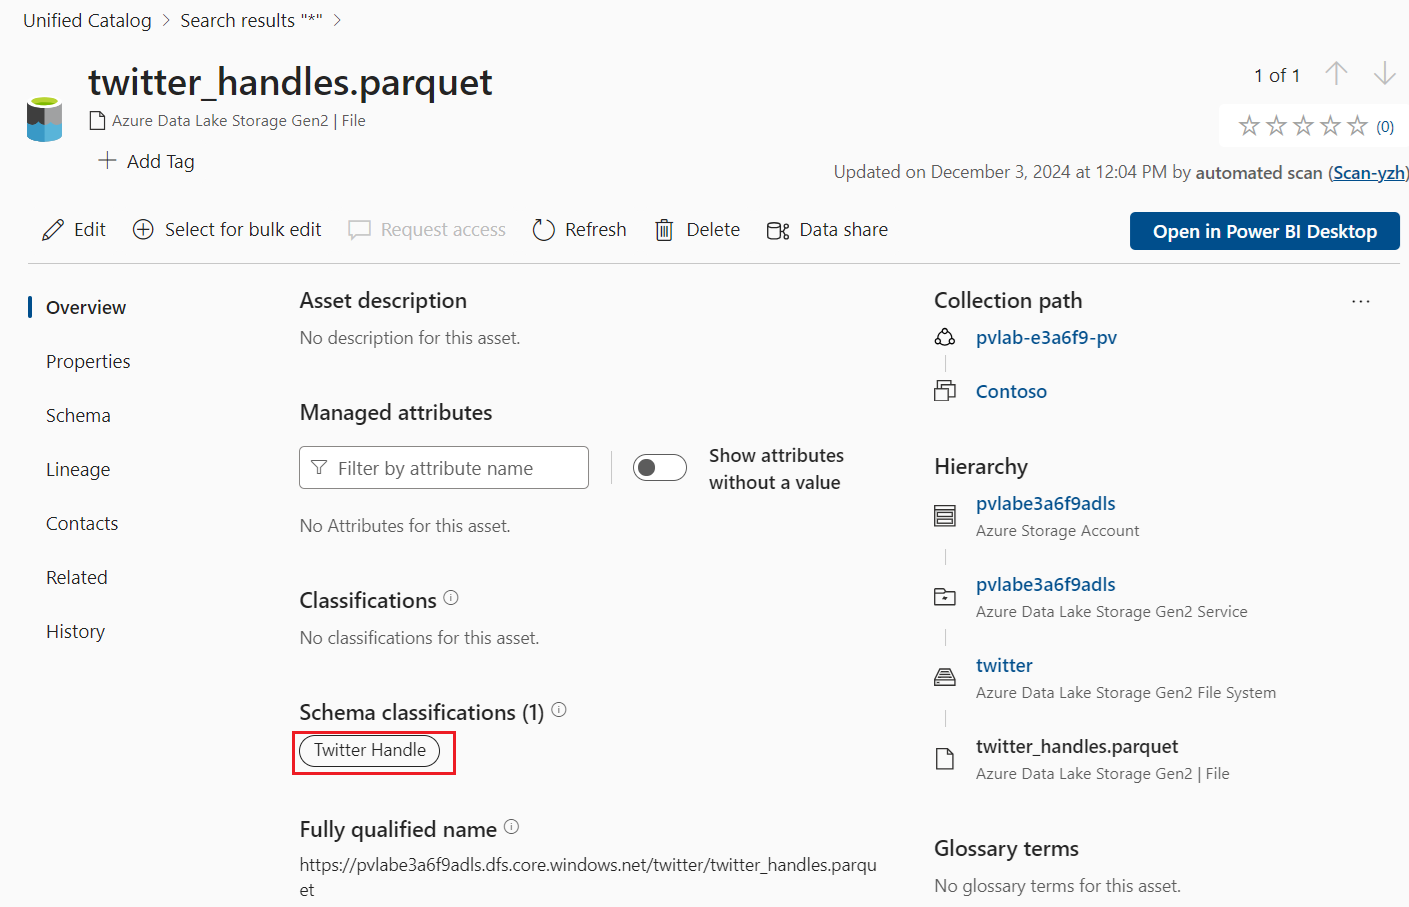 Unified Catalog > Search results "*" >
twitter_handles.parquet
Azure Data Lake Storage Gen2 | File
Add Tag
1 of 1
(0)
Updated on December 3, 2024 at 12:04 PM by automated scan (Scan-yzh)
Edit Select for bulk edit Request access Refresh Delete Data share
Open in Power BI Desktop
Overview
Properties
Schema
Lineage
Contacts
Related
History
Asset description
No description for this asset.
Managed attributes
Filter by attribute name
Show attributes
without a value
No Attributes for this asset.
Classifications
No classifications for this asset.
Schema classifications (1)
Twitter Handle
Fully qualified name
https://pvlabe3a6f9adls.dfs.core.windows.net/twitter/twitter_handles.parqu
et
Collection path
...
pvlab-e3a6f9-pv
Contoso
Hierarchy
pvlabe3a6f9adls
Azure Storage Account
pvlabe3a6f9adls
Azure Data Lake Storage Gen2 Service
twitter
Azure Data Lake Storage Gen2 File System
twitter_handles.parquet
Azure Data Lake Storage Gen2 | File
Glossary terms
No glossary terms for this asset.